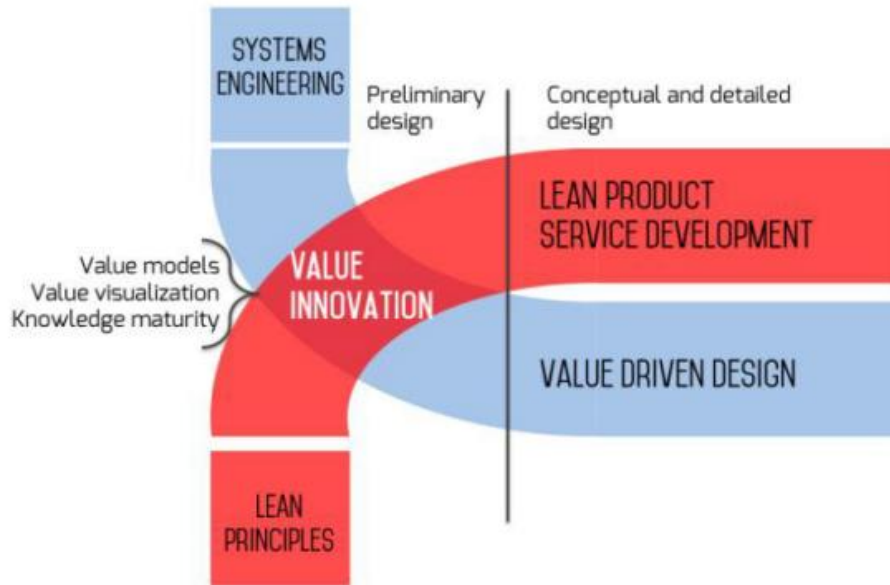 SYSTEMS
ENGINEERING
Preliminary
design
Conceptual and detailed
design
LEAN PRODUCT
SERVICE DEVELOPMENT
Value models
Value visualization
Knowledge maturity
VALUE
INNOVATION
VALUE DRIVEN DESIGN
LEAN
PRINCIPLES